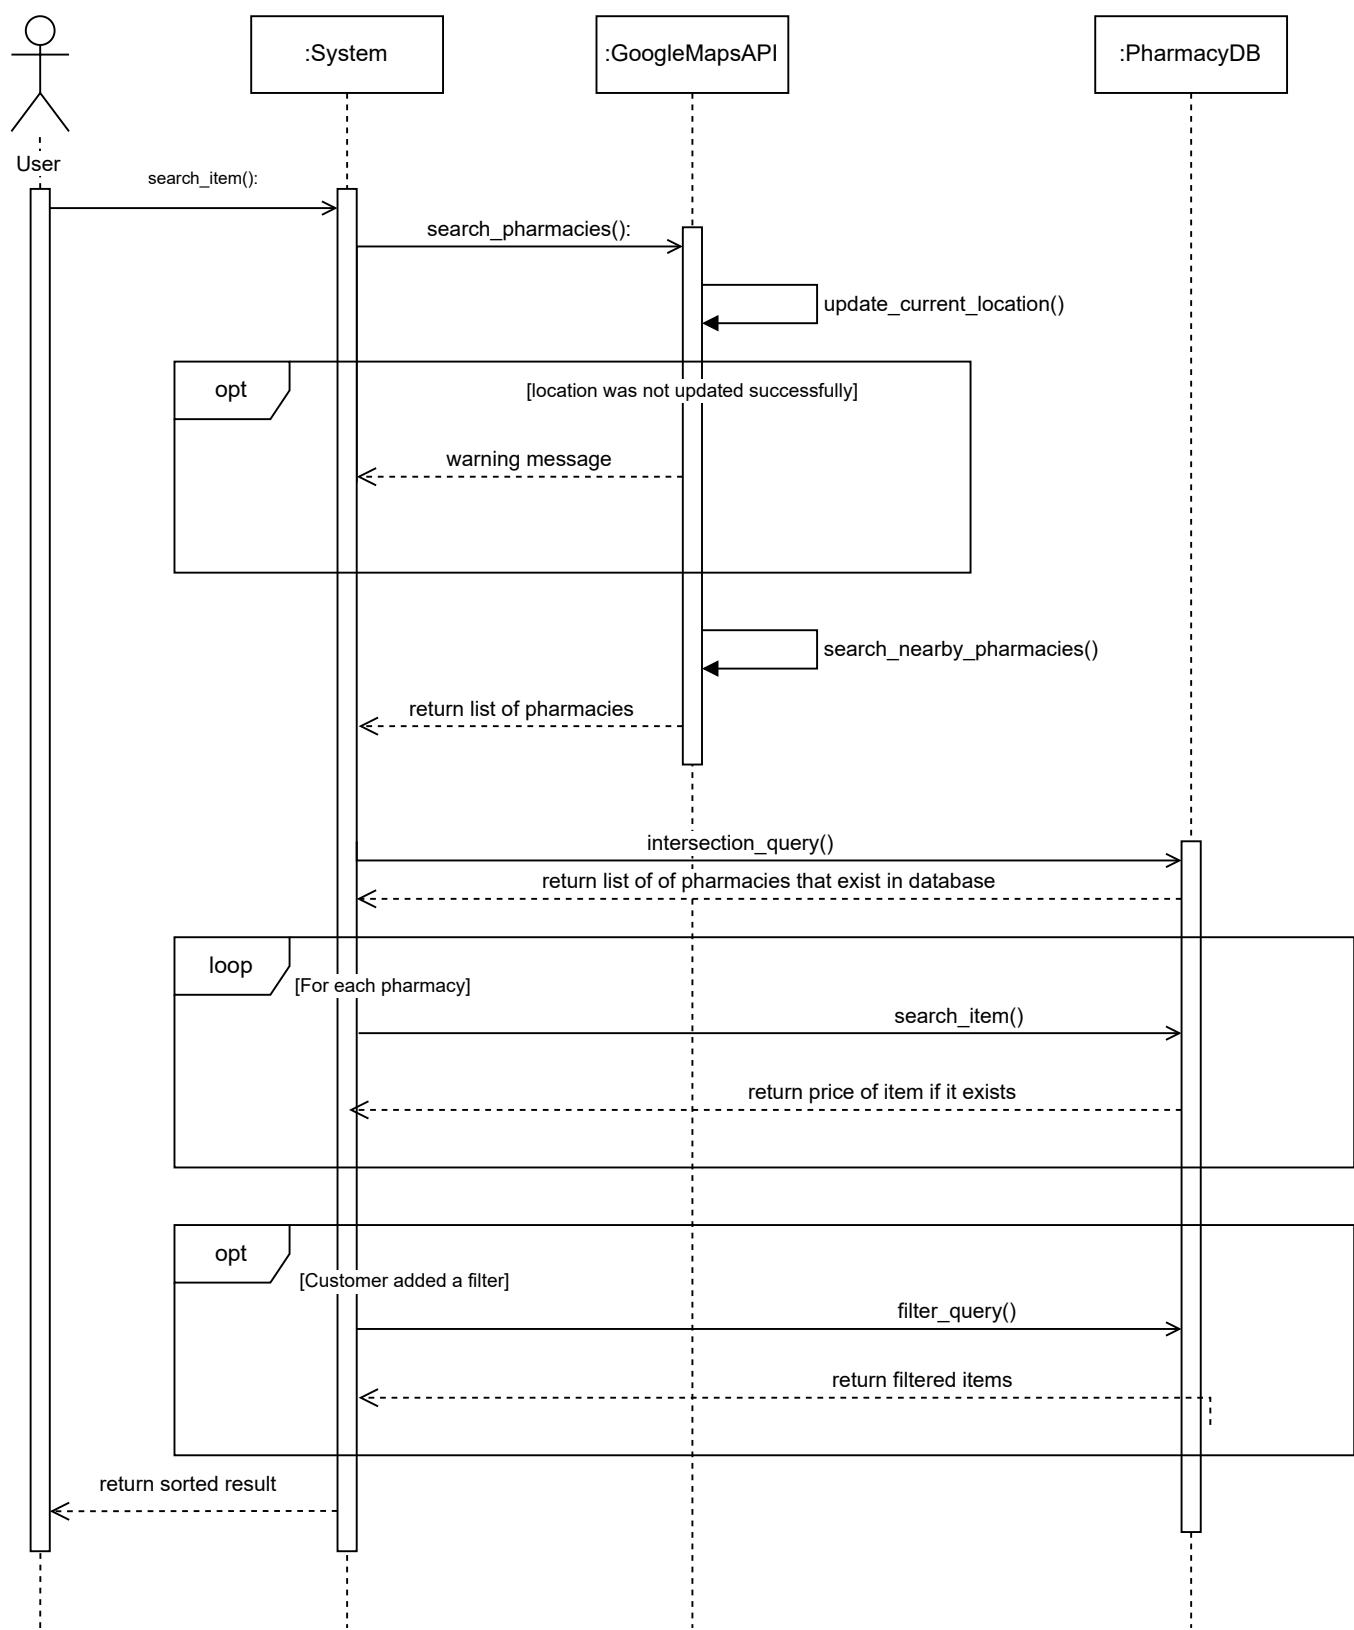 :System
:GoogleMapsAPI
:PharmacyDB
User
search_item():
search_pharmacies():
update_current_location()
opt
[location was not updated successfully]
warning message
search_nearby_pharmacies()
return list of pharmacies
intersection_query()
return list of of pharmacies that exist in database
loop
[For each pharmacy]
search_item()
return price of item if it exists
opt
[Customer added a filter]
filter_query()
return filtered items
return sorted result